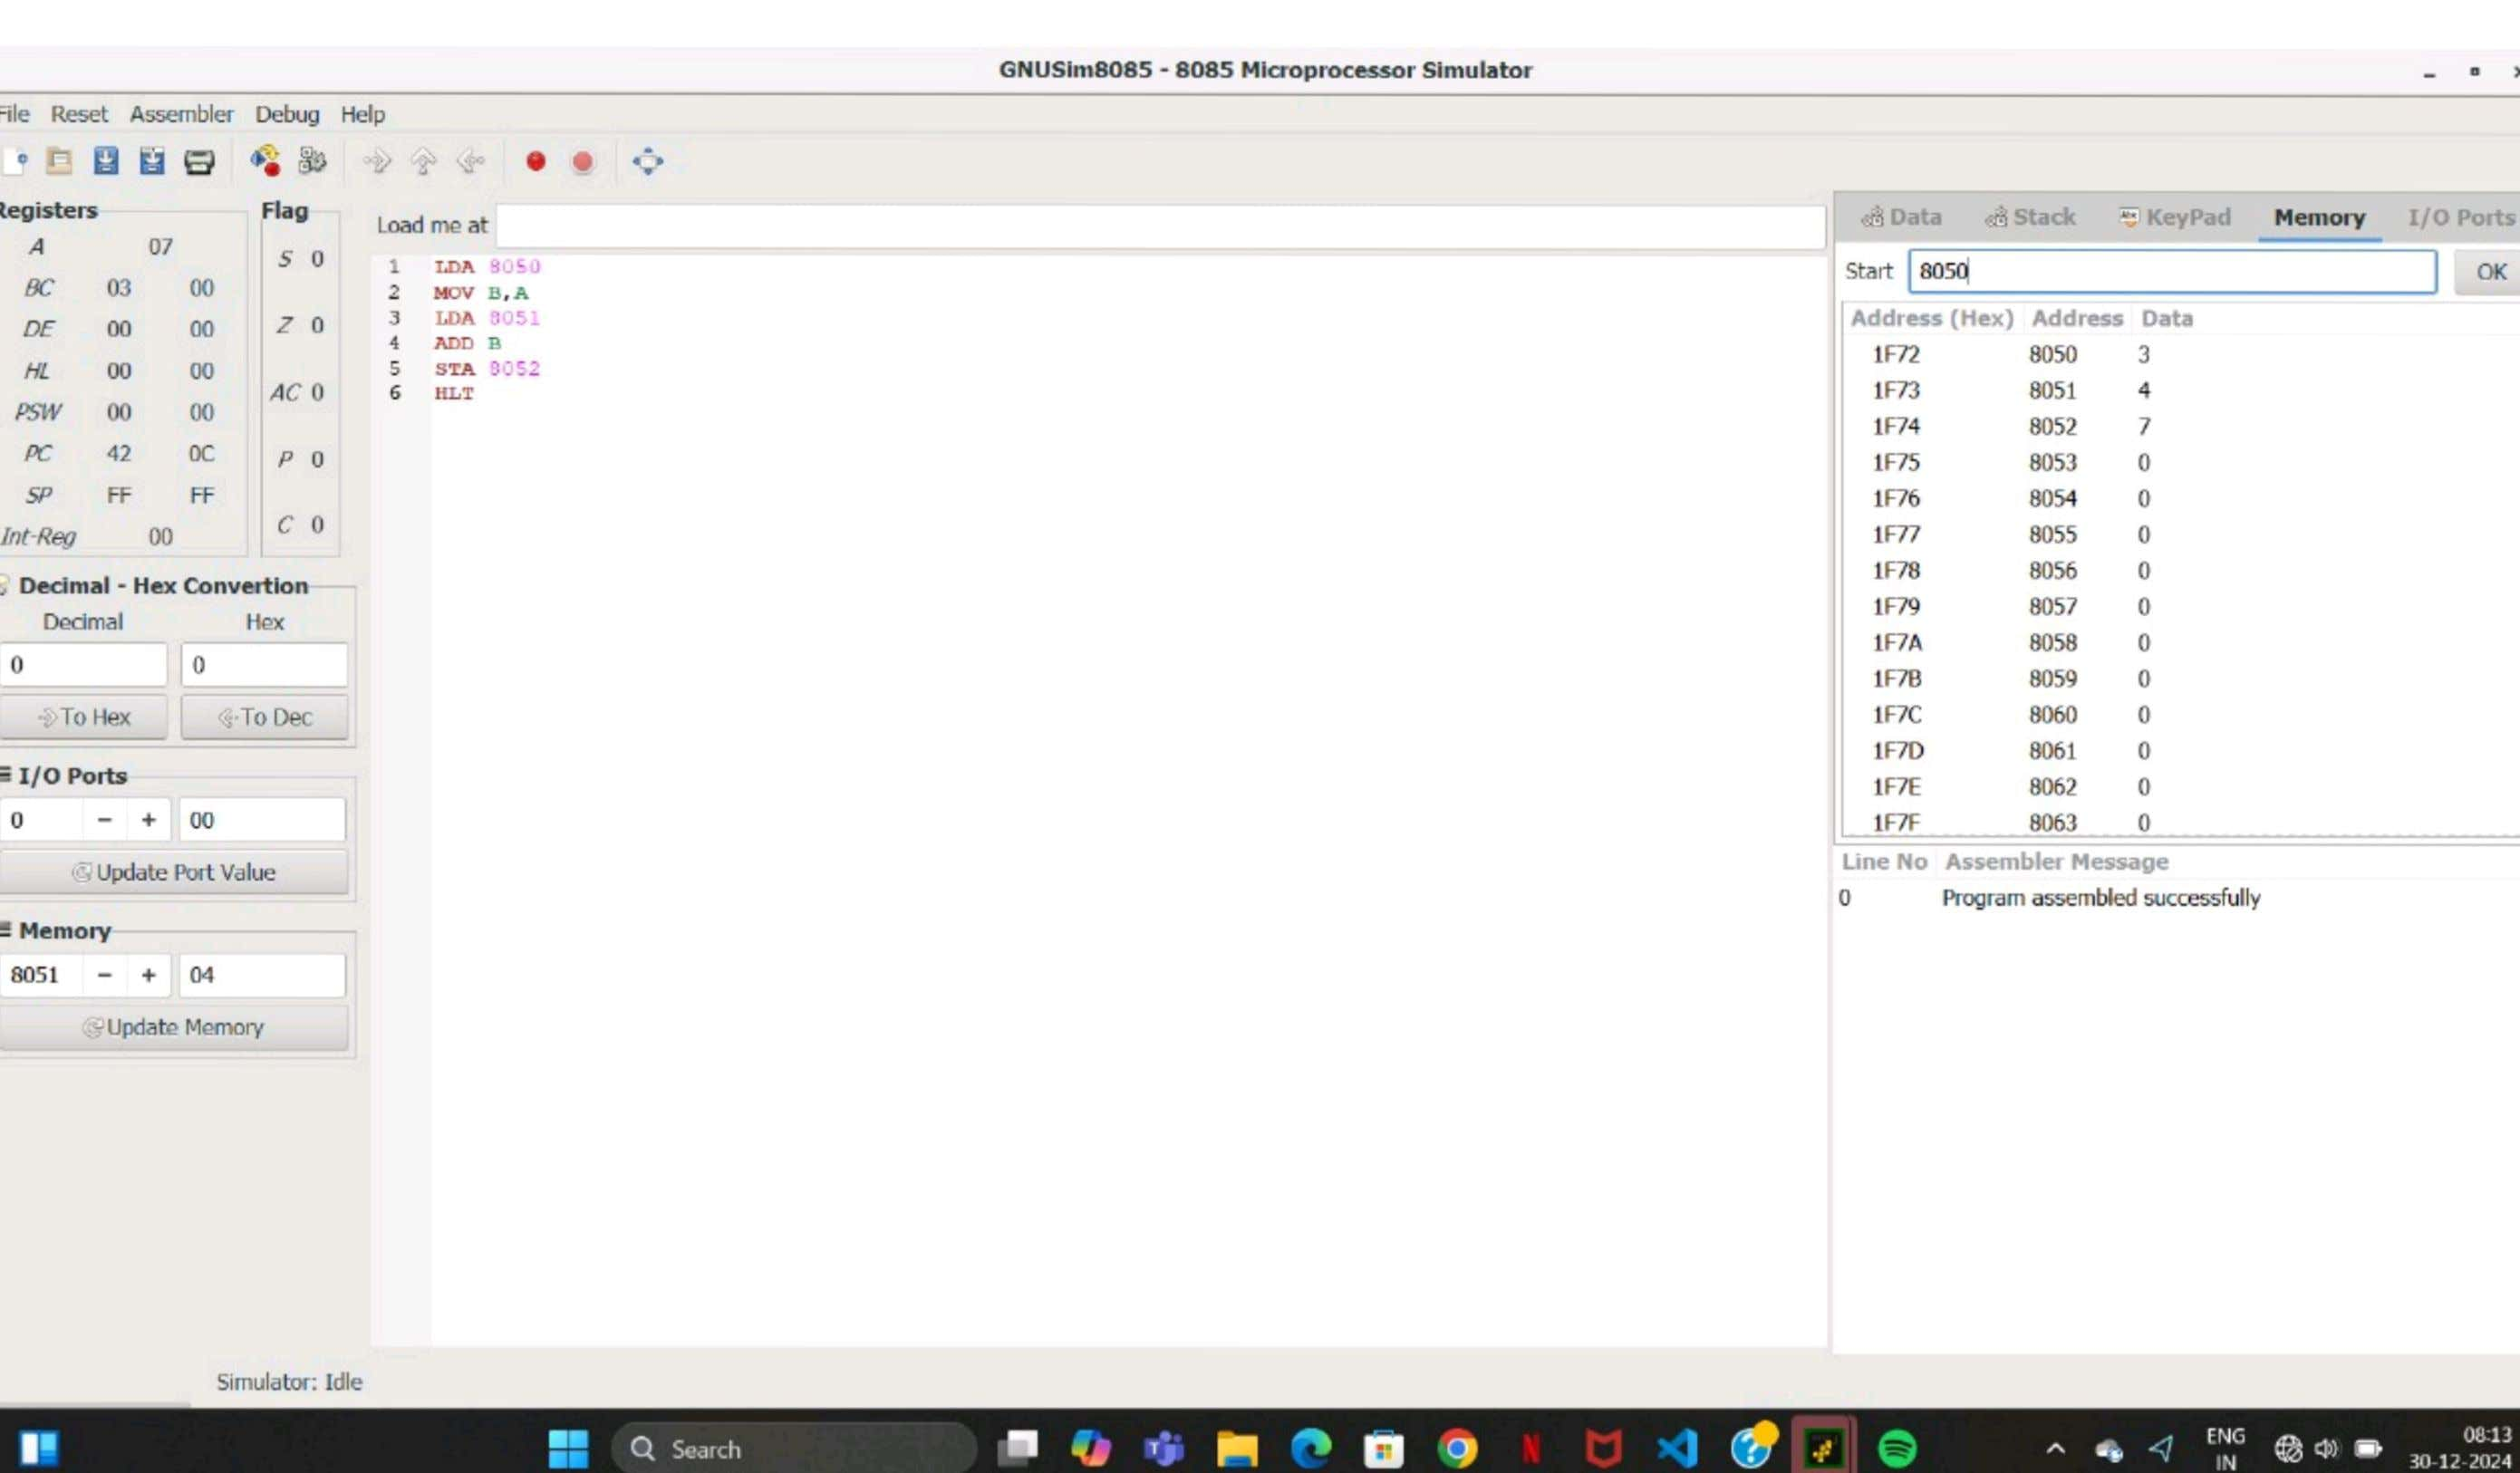 GNUSim8085 - 8085 Microprocessor Simulator
File Reset Assembler Debug Help
Registers
A 07
BC 03 00
DE 00 00
HL 00 00
PSW 00 00
PC 42 0C
SP FF FF
Int-Reg 00
Flag
S 0
Z 0
AC 0
P 0
C 0
Decimal - Hex Convertion
Decimal Hex
0 0
To Hex To Dec
I/O Ports
0 - + 00
Update Port Value
Memory
8051 - + 04
Update Memory
Load me at
1 LDA 8050
2 MOV B,A
3 LDA 8051
4 ADD B
5 STA 8052
6 HLT
Data Stack KeyPad Memory I/O Ports
Start 8050 OK
Address (Hex) Address Data
1F72 8050 3
1F73 8051 4
1F74 8052 7
1F75 8053 0
1F76 8054 0
1F77 8055 0
1F78 8056 0
1F79 8057 0
1F7A 8058 0
1F7B 8059 0
1F7C 8060 0
1F7D 8061 0
1F7E 8062 0
1F7F 8063 0
Line No Assembler Message
0 Program assembled successfully
Simulator: Idle
Search
ENG
IN
08:13
30-12-2024